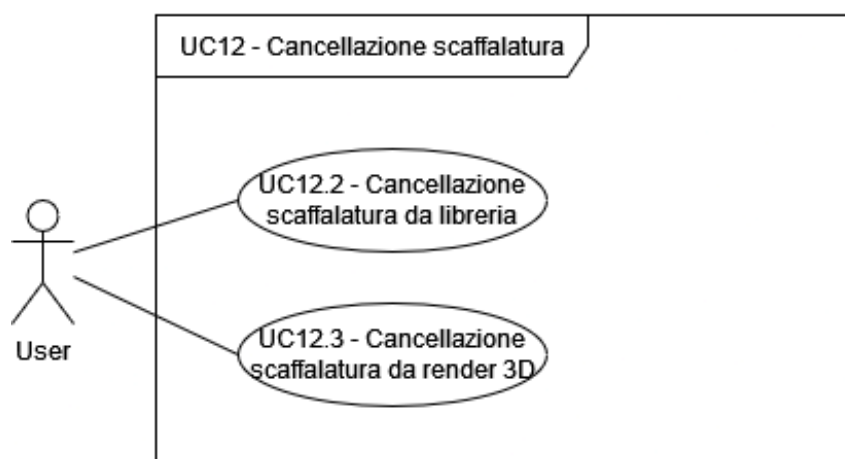 UC12 - Cancellazione scaffalatura
UC12.2 - Cancellazione
scaffalatura da libreria
UC12.3 - Cancellazione
scaffalatura da render 3D
User